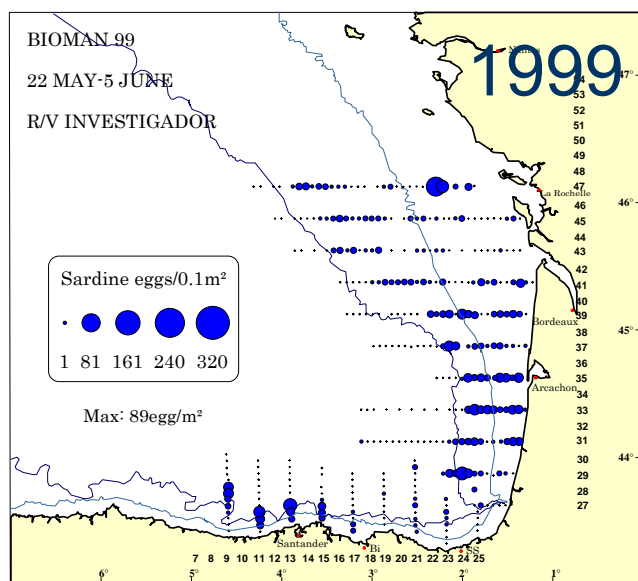 BIOMAN 99
22 MAY-5 JUNE
R/V INVESTIGADOR
1999
Nantes
47°
54
53
52
51
50
49
48
47
La Rochelle
46
46°
45
44
43
42
41
40
39
Bordeaux
38
45°
37
36
35
Arcachon
34
33
32
31
44°
30
29
28
27
Sardine eggs/0.1m²
1 81 161 240 320
Max: 89egg/m²
Santander
Bi
SS
7 8 9 10 11 12 13 14 15 16 17 18 19 20 21 22 23 24 25
6° 4° 3° 2°